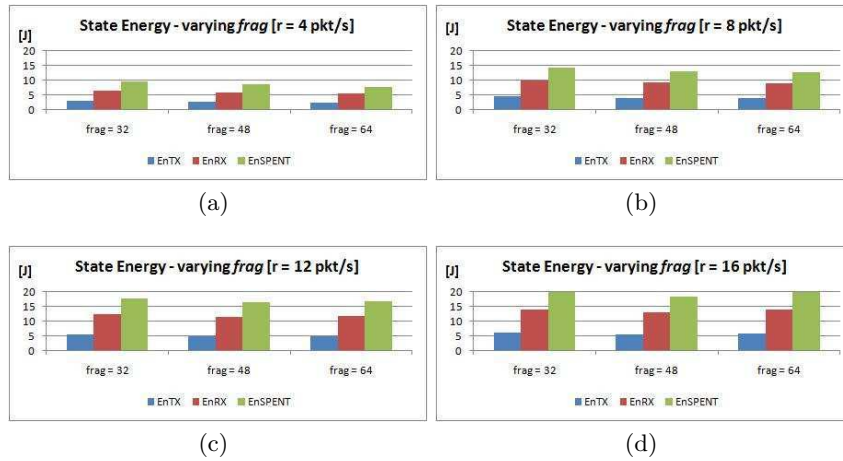 State Energy - varying frag [r = 4 pkt/s]
[J]
20
15
10
5
0
frag = 32 frag = 48 frag = 64
EnTX EnRX EnSPENT
(a)
State Energy - varying frag [r = 8 pkt/s]
[J]
20
15
10
5
0
frag = 32 frag = 48 frag = 64
EnTX EnRX EnSPENT
(b)
State Energy - varying frag [r = 12 pkt/s]
[J]
20
15
10
5
0
frag = 32 frag = 48 frag = 64
EnTX EnRX EnSPENT
(c)
State Energy - varying frag [r = 16 pkt/s]
[J]
20
15
10
5
0
frag = 32 frag = 48 frag = 64
EnTX EnRX EnSPENT
(d)